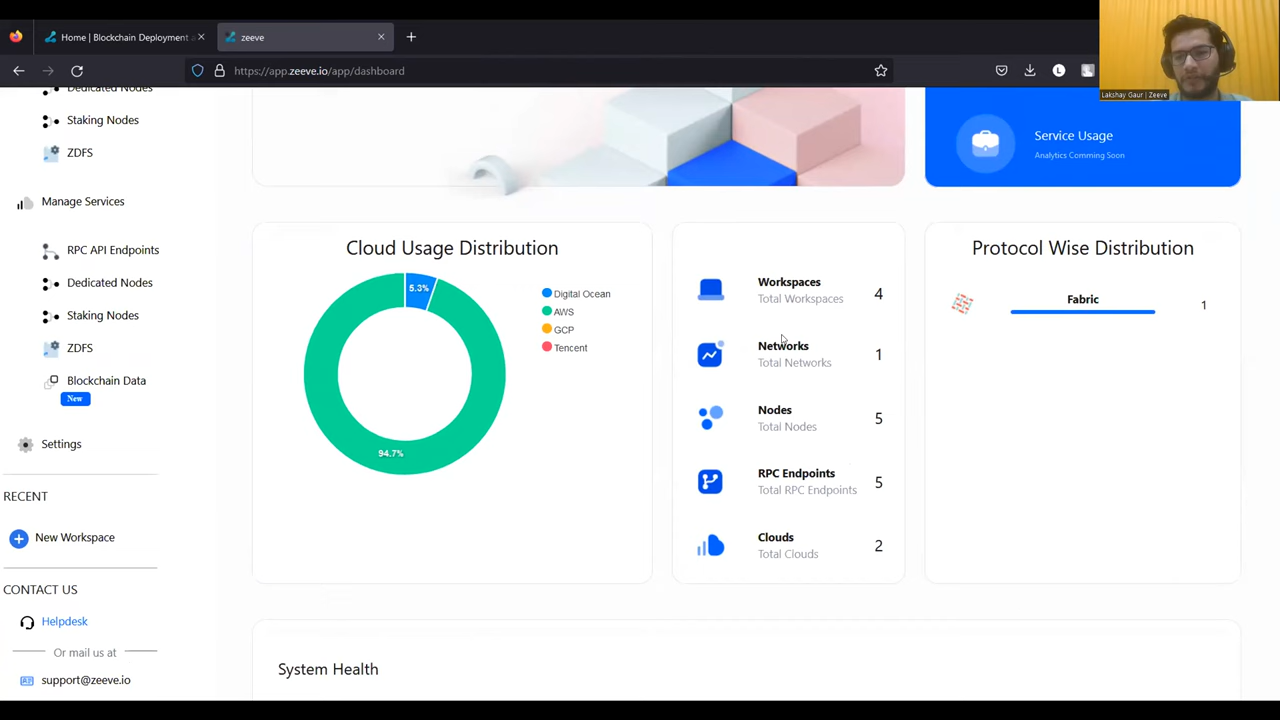 Home | Blockchain Deployment a
zeeve
https://app.zeeve.io/app/dashboard
L
Lakshay Gaur | Zeeve
Dedicated Nodes
Staking Nodes
ZDFS
Manage Services
RPC API Endpoints
Dedicated Nodes
Staking Nodes
ZDFS
Blockchain Data
New
Settings
RECENT
New Workspace
CONTACT US
Helpdesk
Or mail us at
support@zeeve.io
Service Usage
Analytics Comming Soon
Cloud Usage Distribution
5.3%
94.7%
Digital Ocean
AWS
GCP
Tencent
Workspaces
Total Workspaces
4
Networks
Total Networks
1
Nodes
Total Nodes
5
RPC Endpoints
Total RPC Endpoints
5
Clouds
Total Clouds
2
Protocol Wise Distribution
Fabric
1
System Health